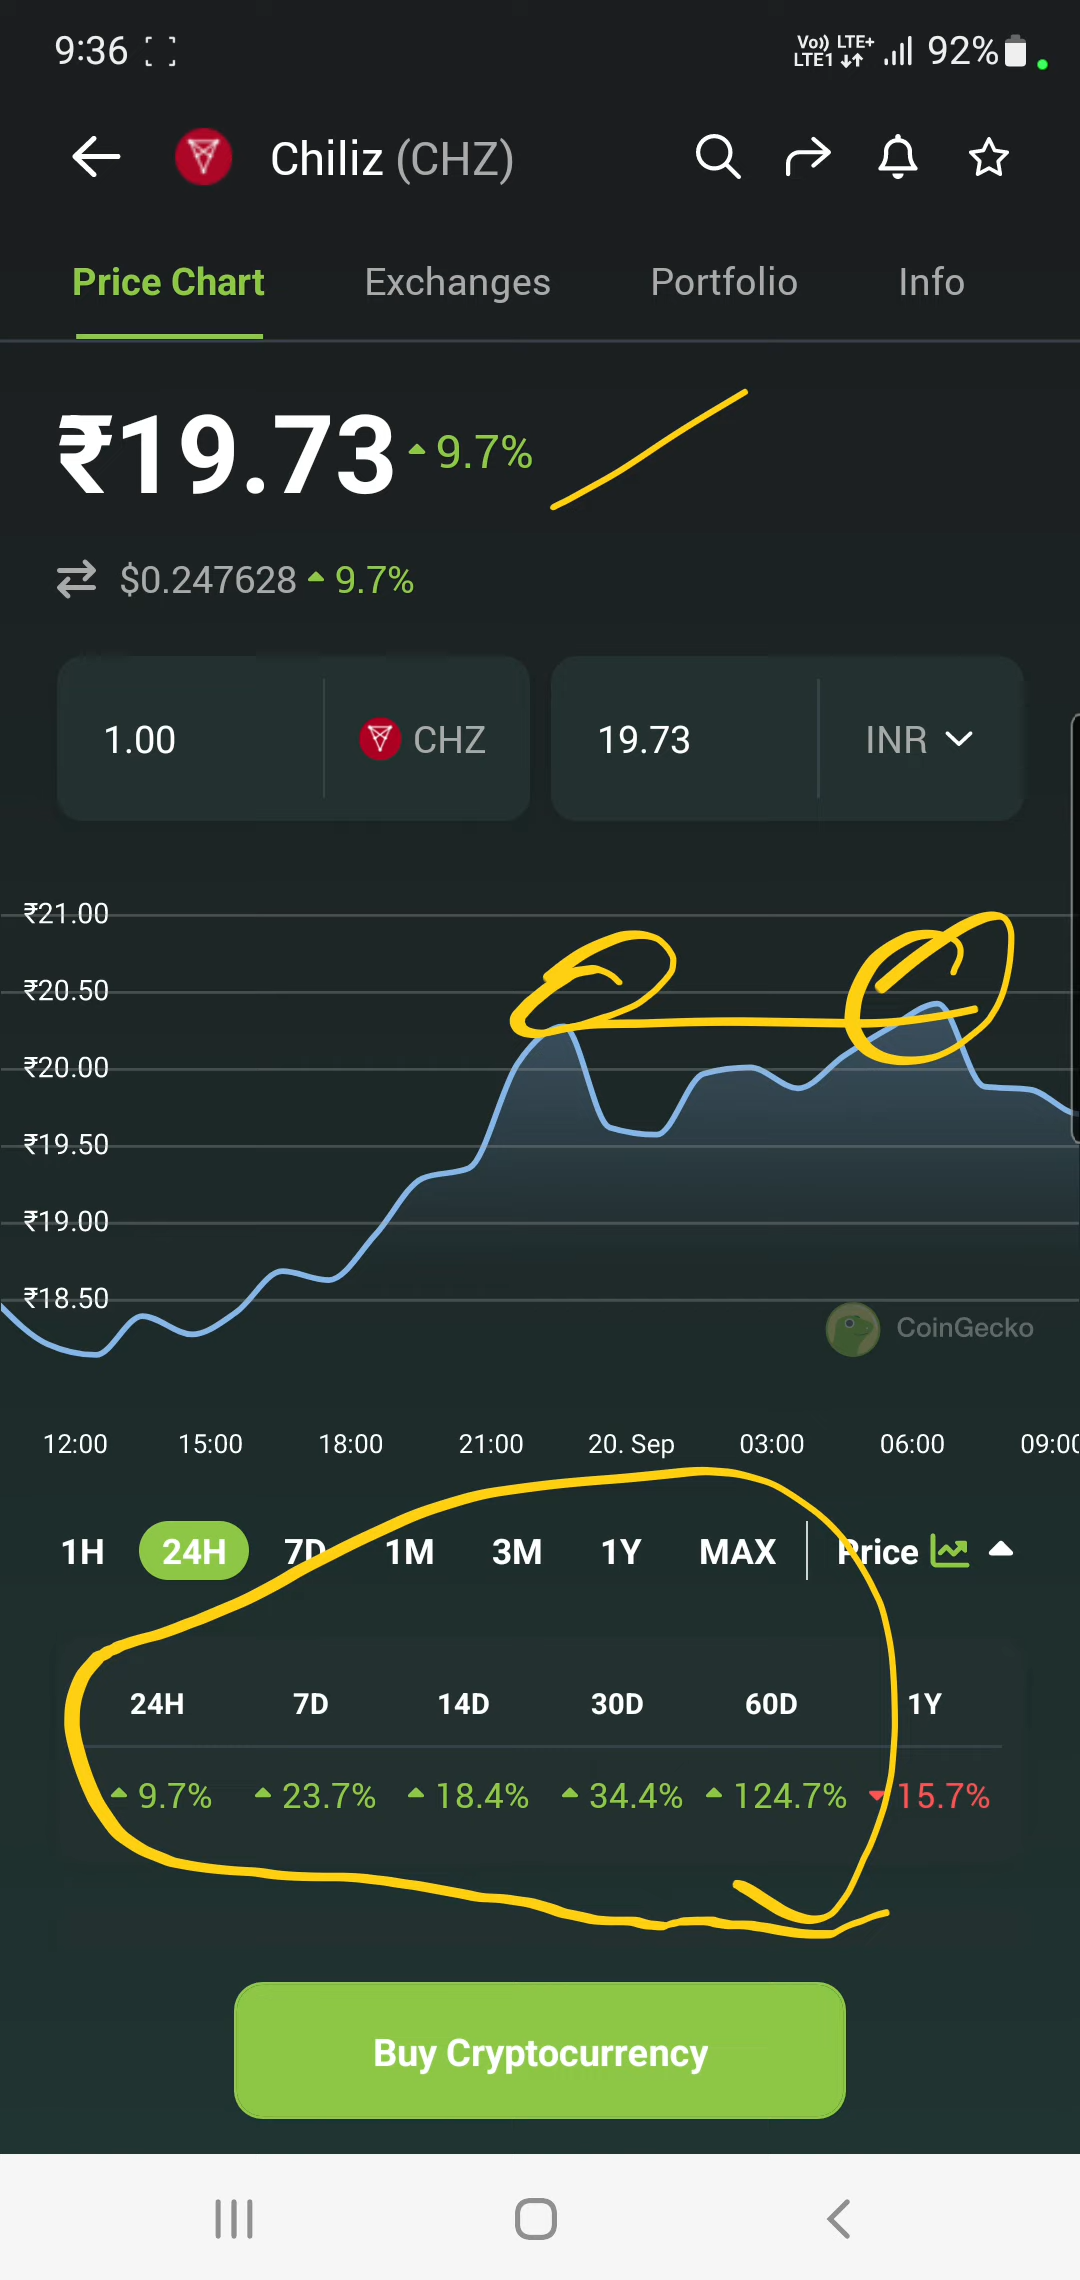 9:36 Vo)) LTE+ LTE1 92%
Chiliz (CHZ)
Price Chart Exchanges Portfolio Info
₹19.73 9.7%
$0.247628 9.7%
1.00 CHZ 19.73 INR
₹21.00
₹20.50
₹20.00
₹19.50
₹19.00
₹18.50
CoinGecko
12:00 15:00 18:00 21:00 20. Sep 03:00 06:00 09:00
1H 24H 7D 1M 3M 1Y MAX Price
24H 7D 14D 30D 60D 1Y
9.7% 23.7% 18.4% 34.4% 124.7% 15.7%
Buy Cryptocurrency